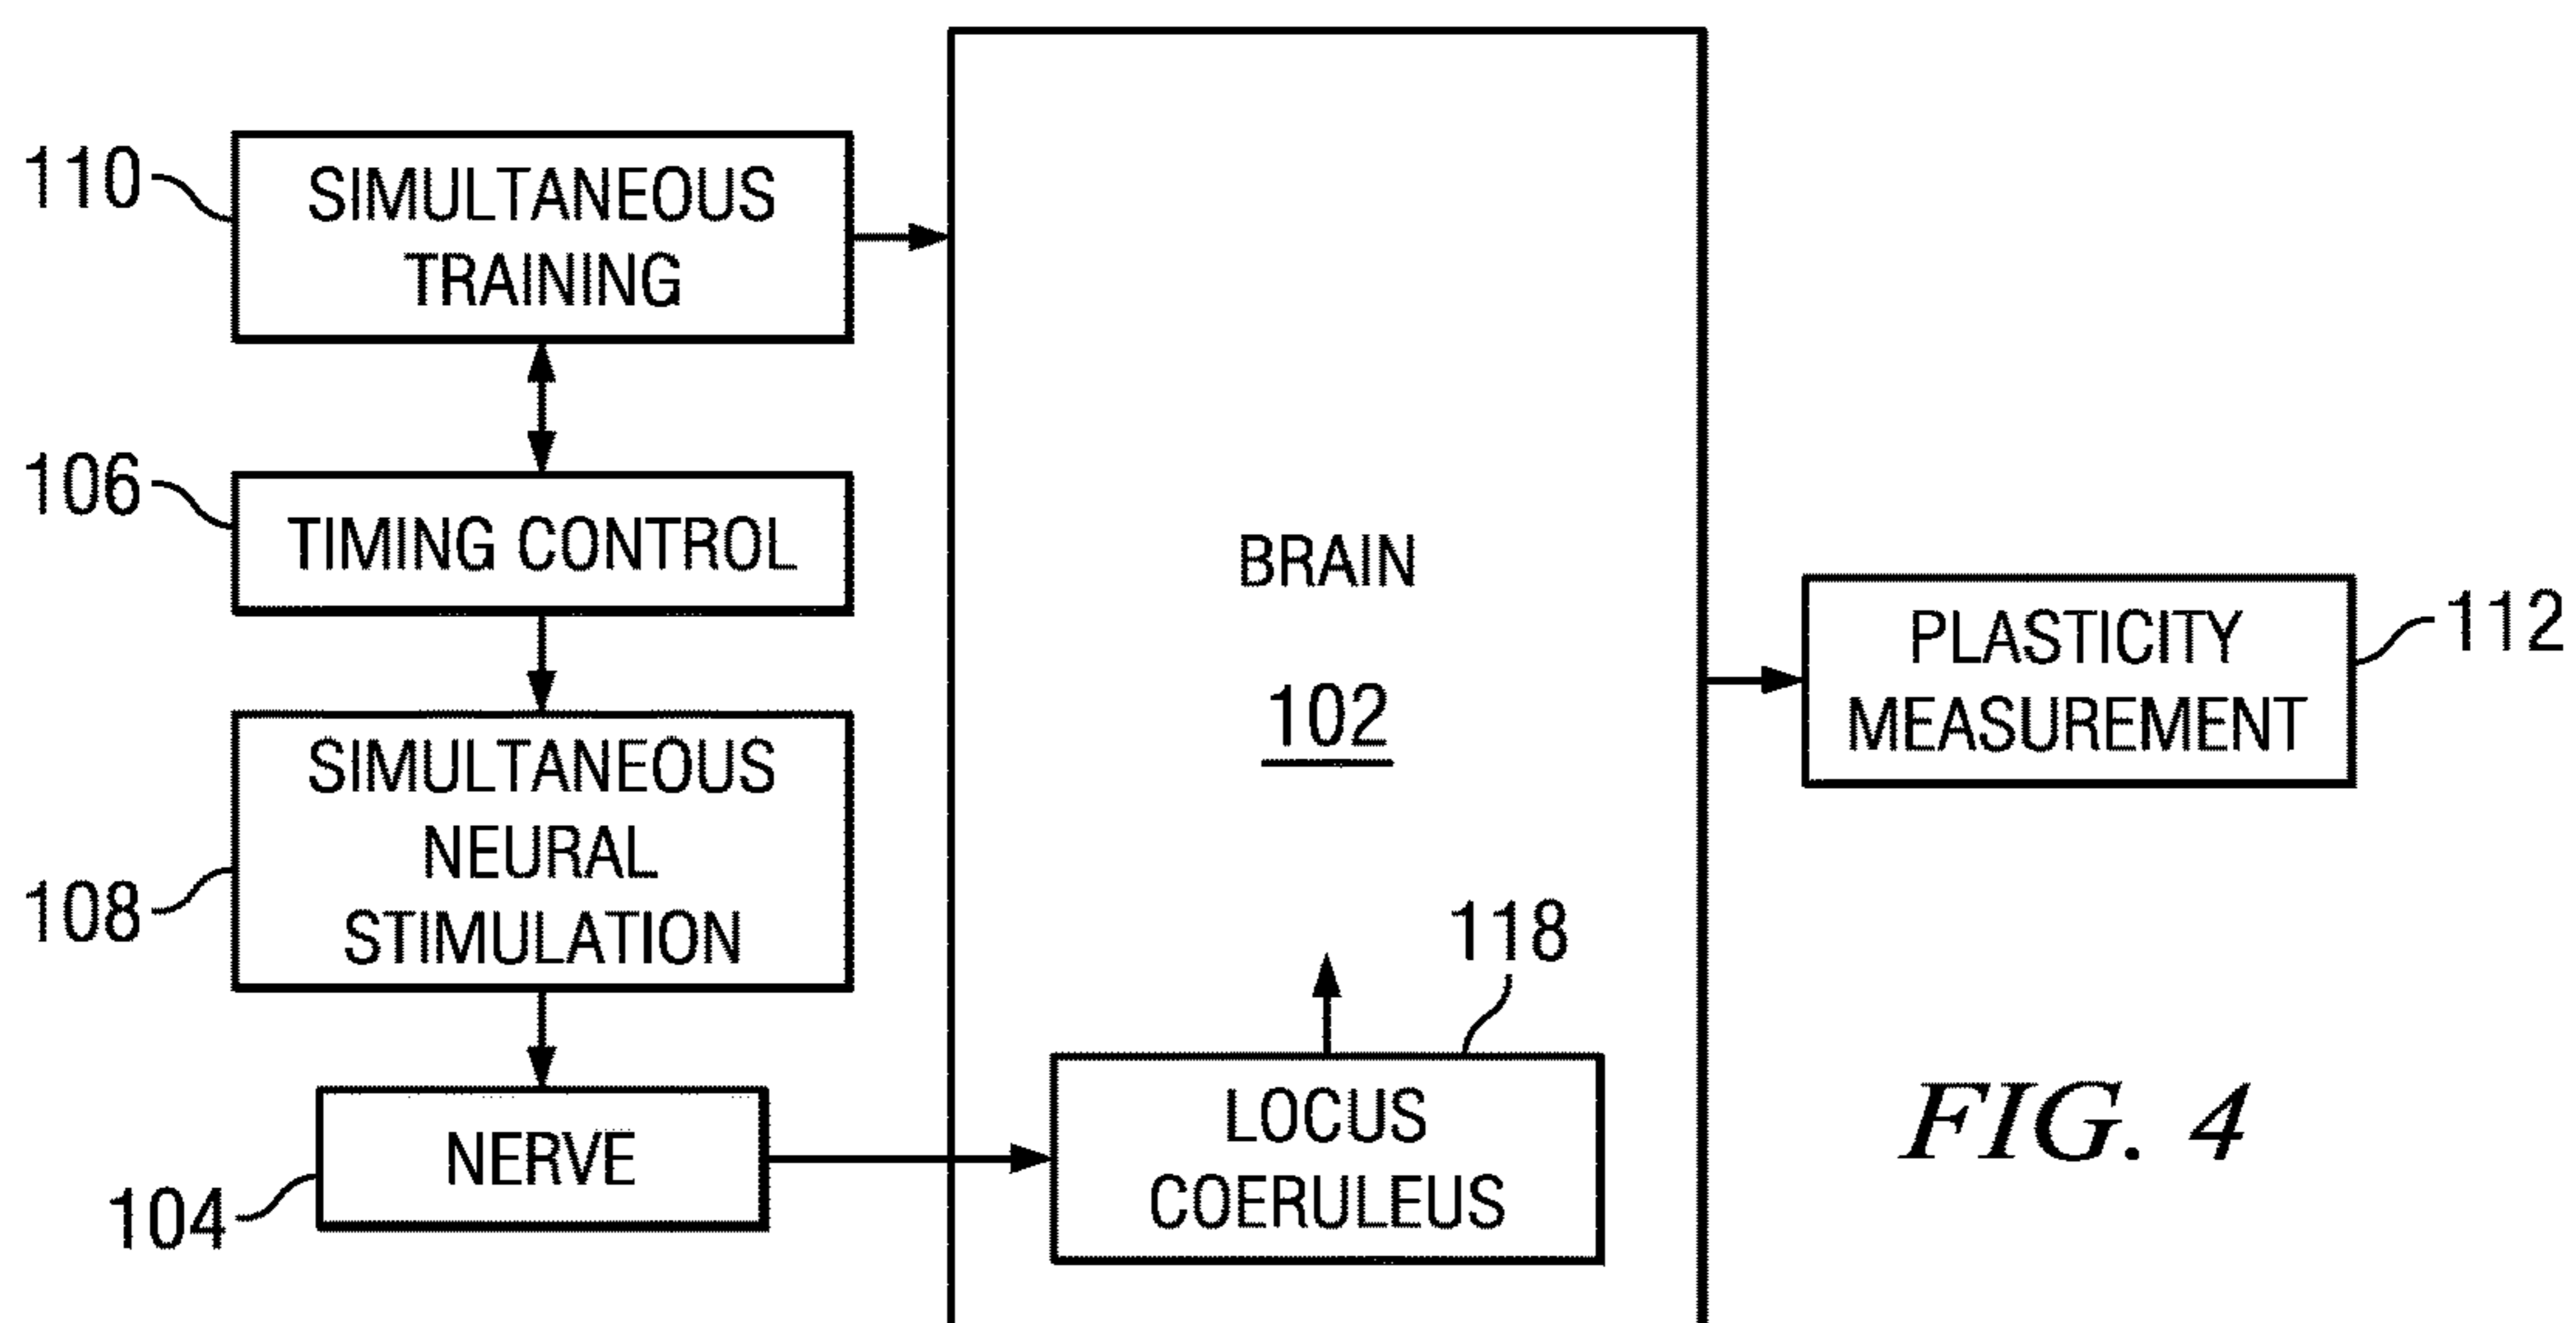 110
SIMULTANEOUS
TRAINING
106
TIMING CONTROL
108
SIMULTANEOUS
NEURAL
STIMULATION
104
NERVE
BRAIN
102
118
LOCUS
COERULEUS
PLASTICITY
MEASUREMENT
112
FIG. 4